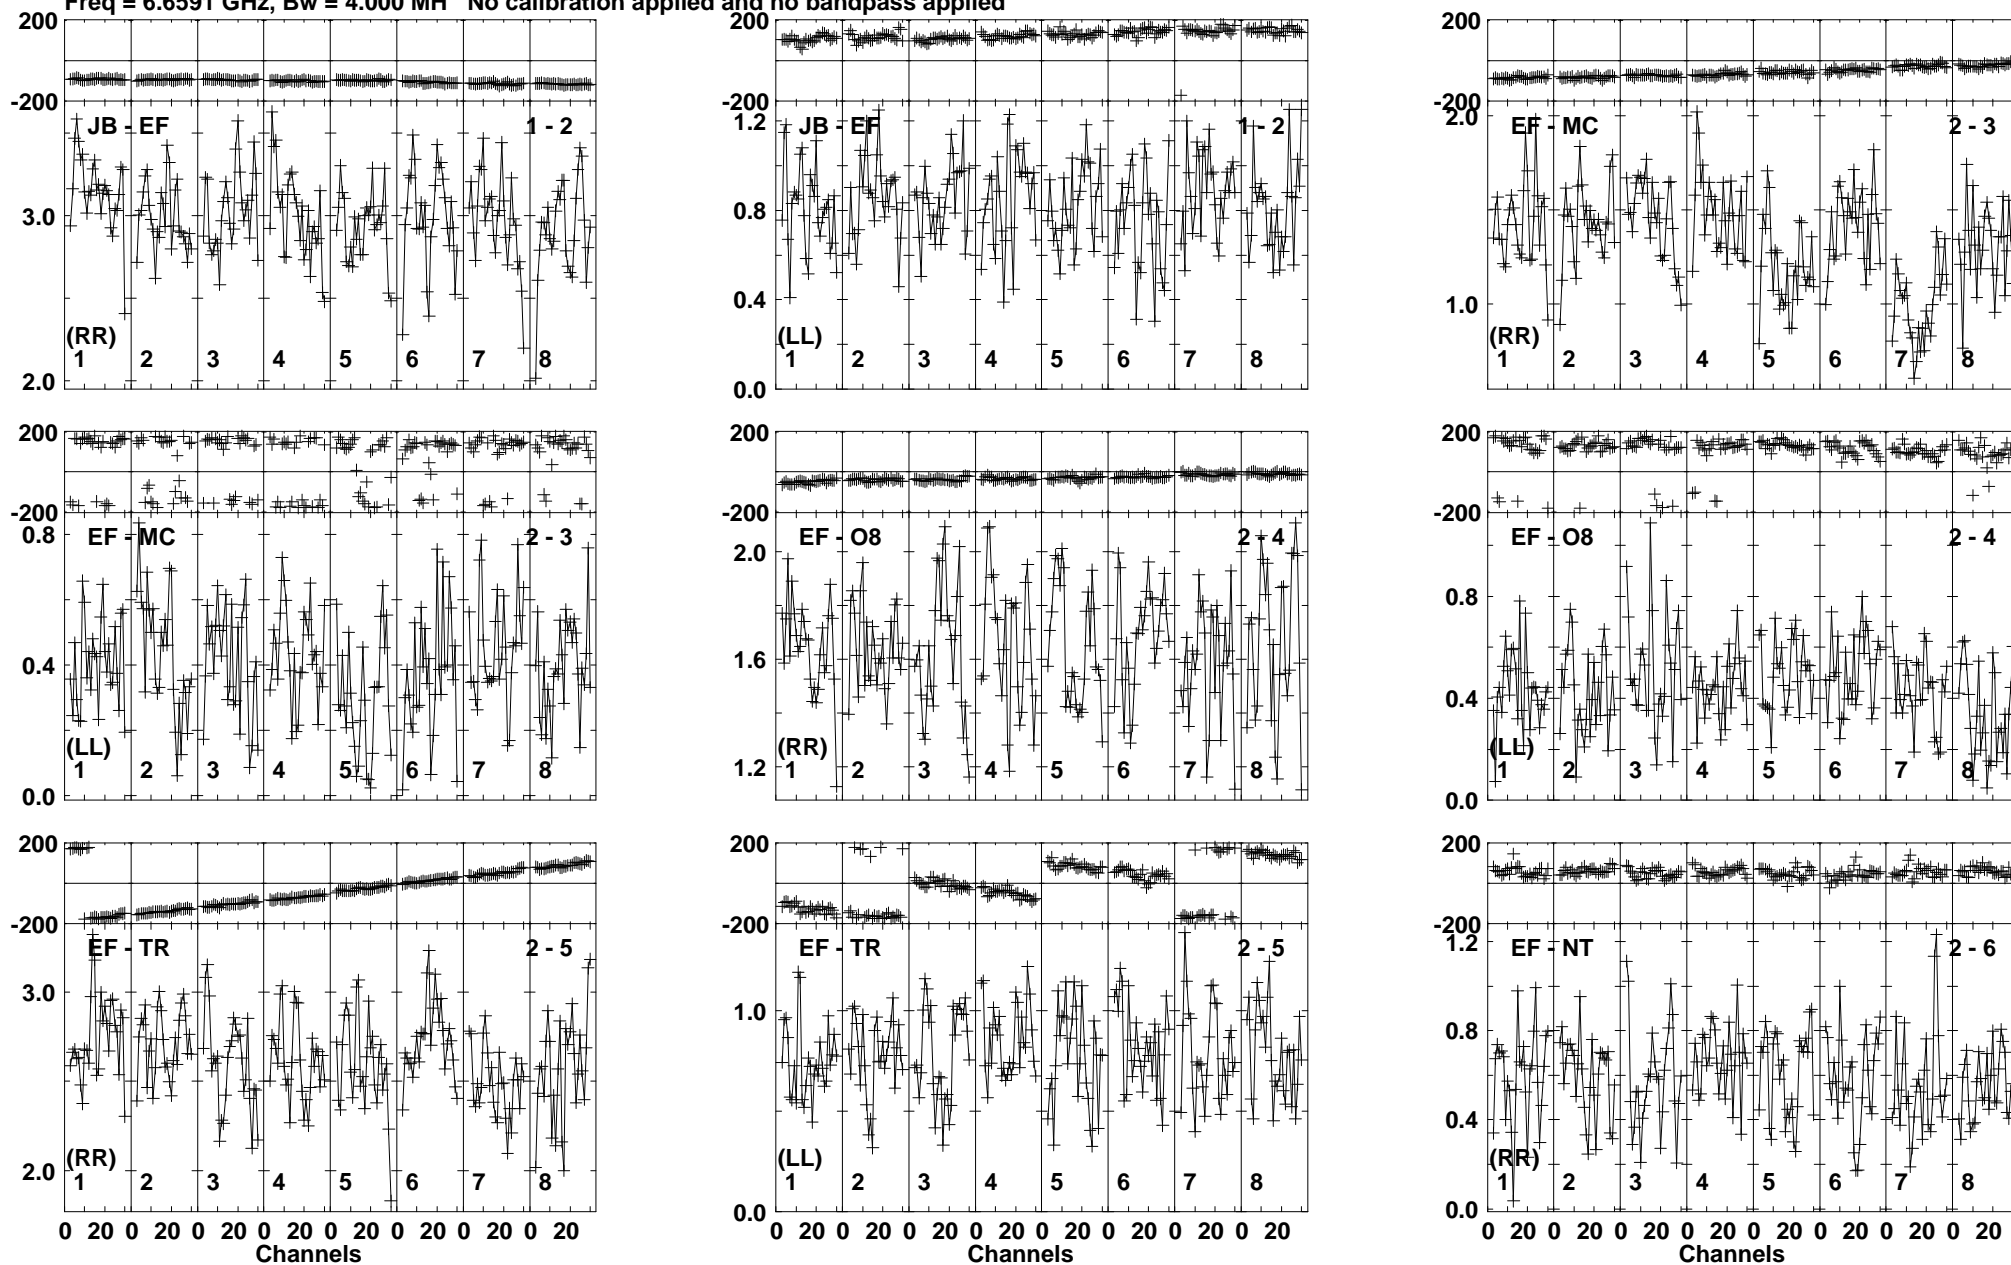 Freq = 6.6591 GHz, Bw = 4.000 MH No calibration applied and no bandpass applied
200
-200
JB - EF 1 - 2
3.0
2.0
(RR)
1 2 3 4 5 6 7 8
200
-200
JB - EF 1 - 2
1.2
0.8
0.4
0.0
(LL)
1 2 3 4 5 6 7 8
200
-200
EF - MC 2 - 3
2.0
1.0
(RR)
1 2 3 4 5 6 7 8
200
-200
EF - MC 2 - 3
0.8
0.4
0.0
(LL)
1 2 3 4 5 6 7 8
200
-200
EF - O8 2 - 4
2.0
1.6
1.2
(RR)
1 2 3 4 5 6 7 8
200
-200
EF - O8 2 - 4
0.8
0.4
0.0
(LL)
1 2 3 4 5 6 7 8
200
-200
EF - TR 2 - 5
3.0
2.0
(RR)
1 2 3 4 5 6 7 8
0 20 0 20 0 20 0 20 0 20 0 20 0 20 0 20
Channels
200
-200
EF - TR 2 - 5
1.0
0.0
(LL)
1 2 3 4 5 6 7 8
0 20 0 20 0 20 0 20 0 20 0 20 0 20 0 20
Channels
200
-200
EF - NT 2 - 6
1.2
0.8
0.4
0.0
(RR)
1 2 3 4 5 6 7 8
0 20 0 20 0 20 0 20 0 20 0 20 0 20 0 20
Channels